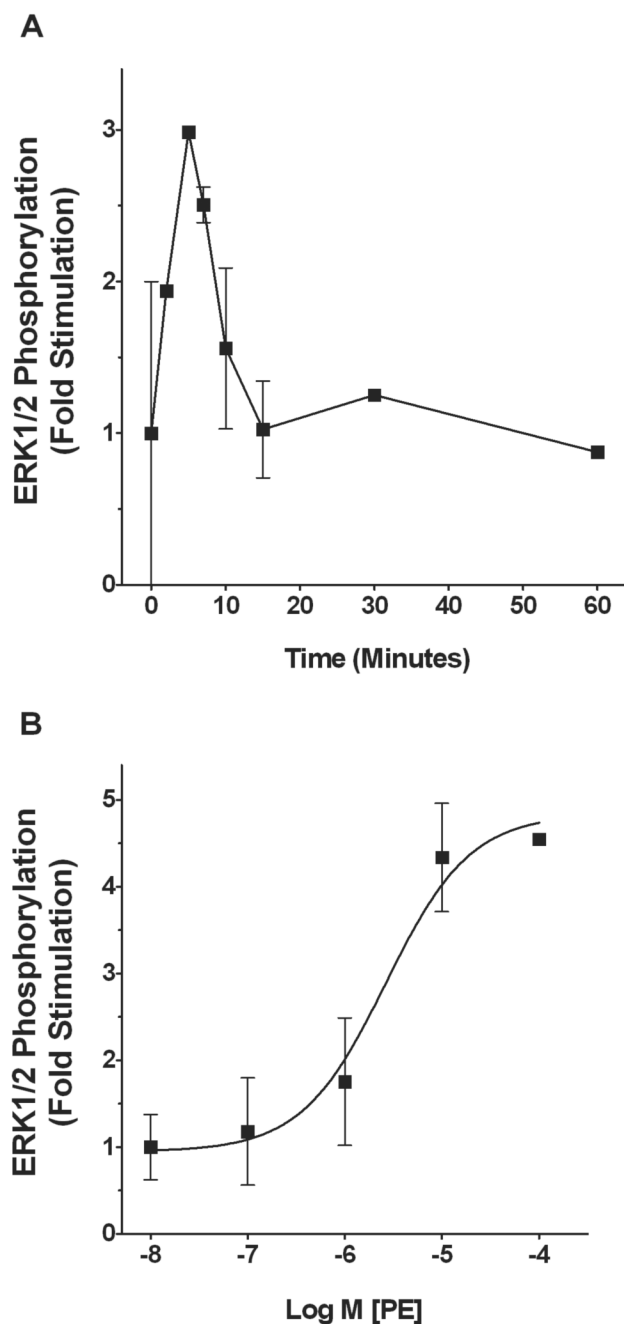 A
ERK1/2 Phosphorylation
(Fold Stimulation)
3
2
1
0
0 10 20 30 40 50 60
Time (Minutes)
B
ERK1/2 Phosphorylation
(Fold Stimulation)
5
4
3
2
1
0
-8 -7 -6 -5 -4
Log M [PE]